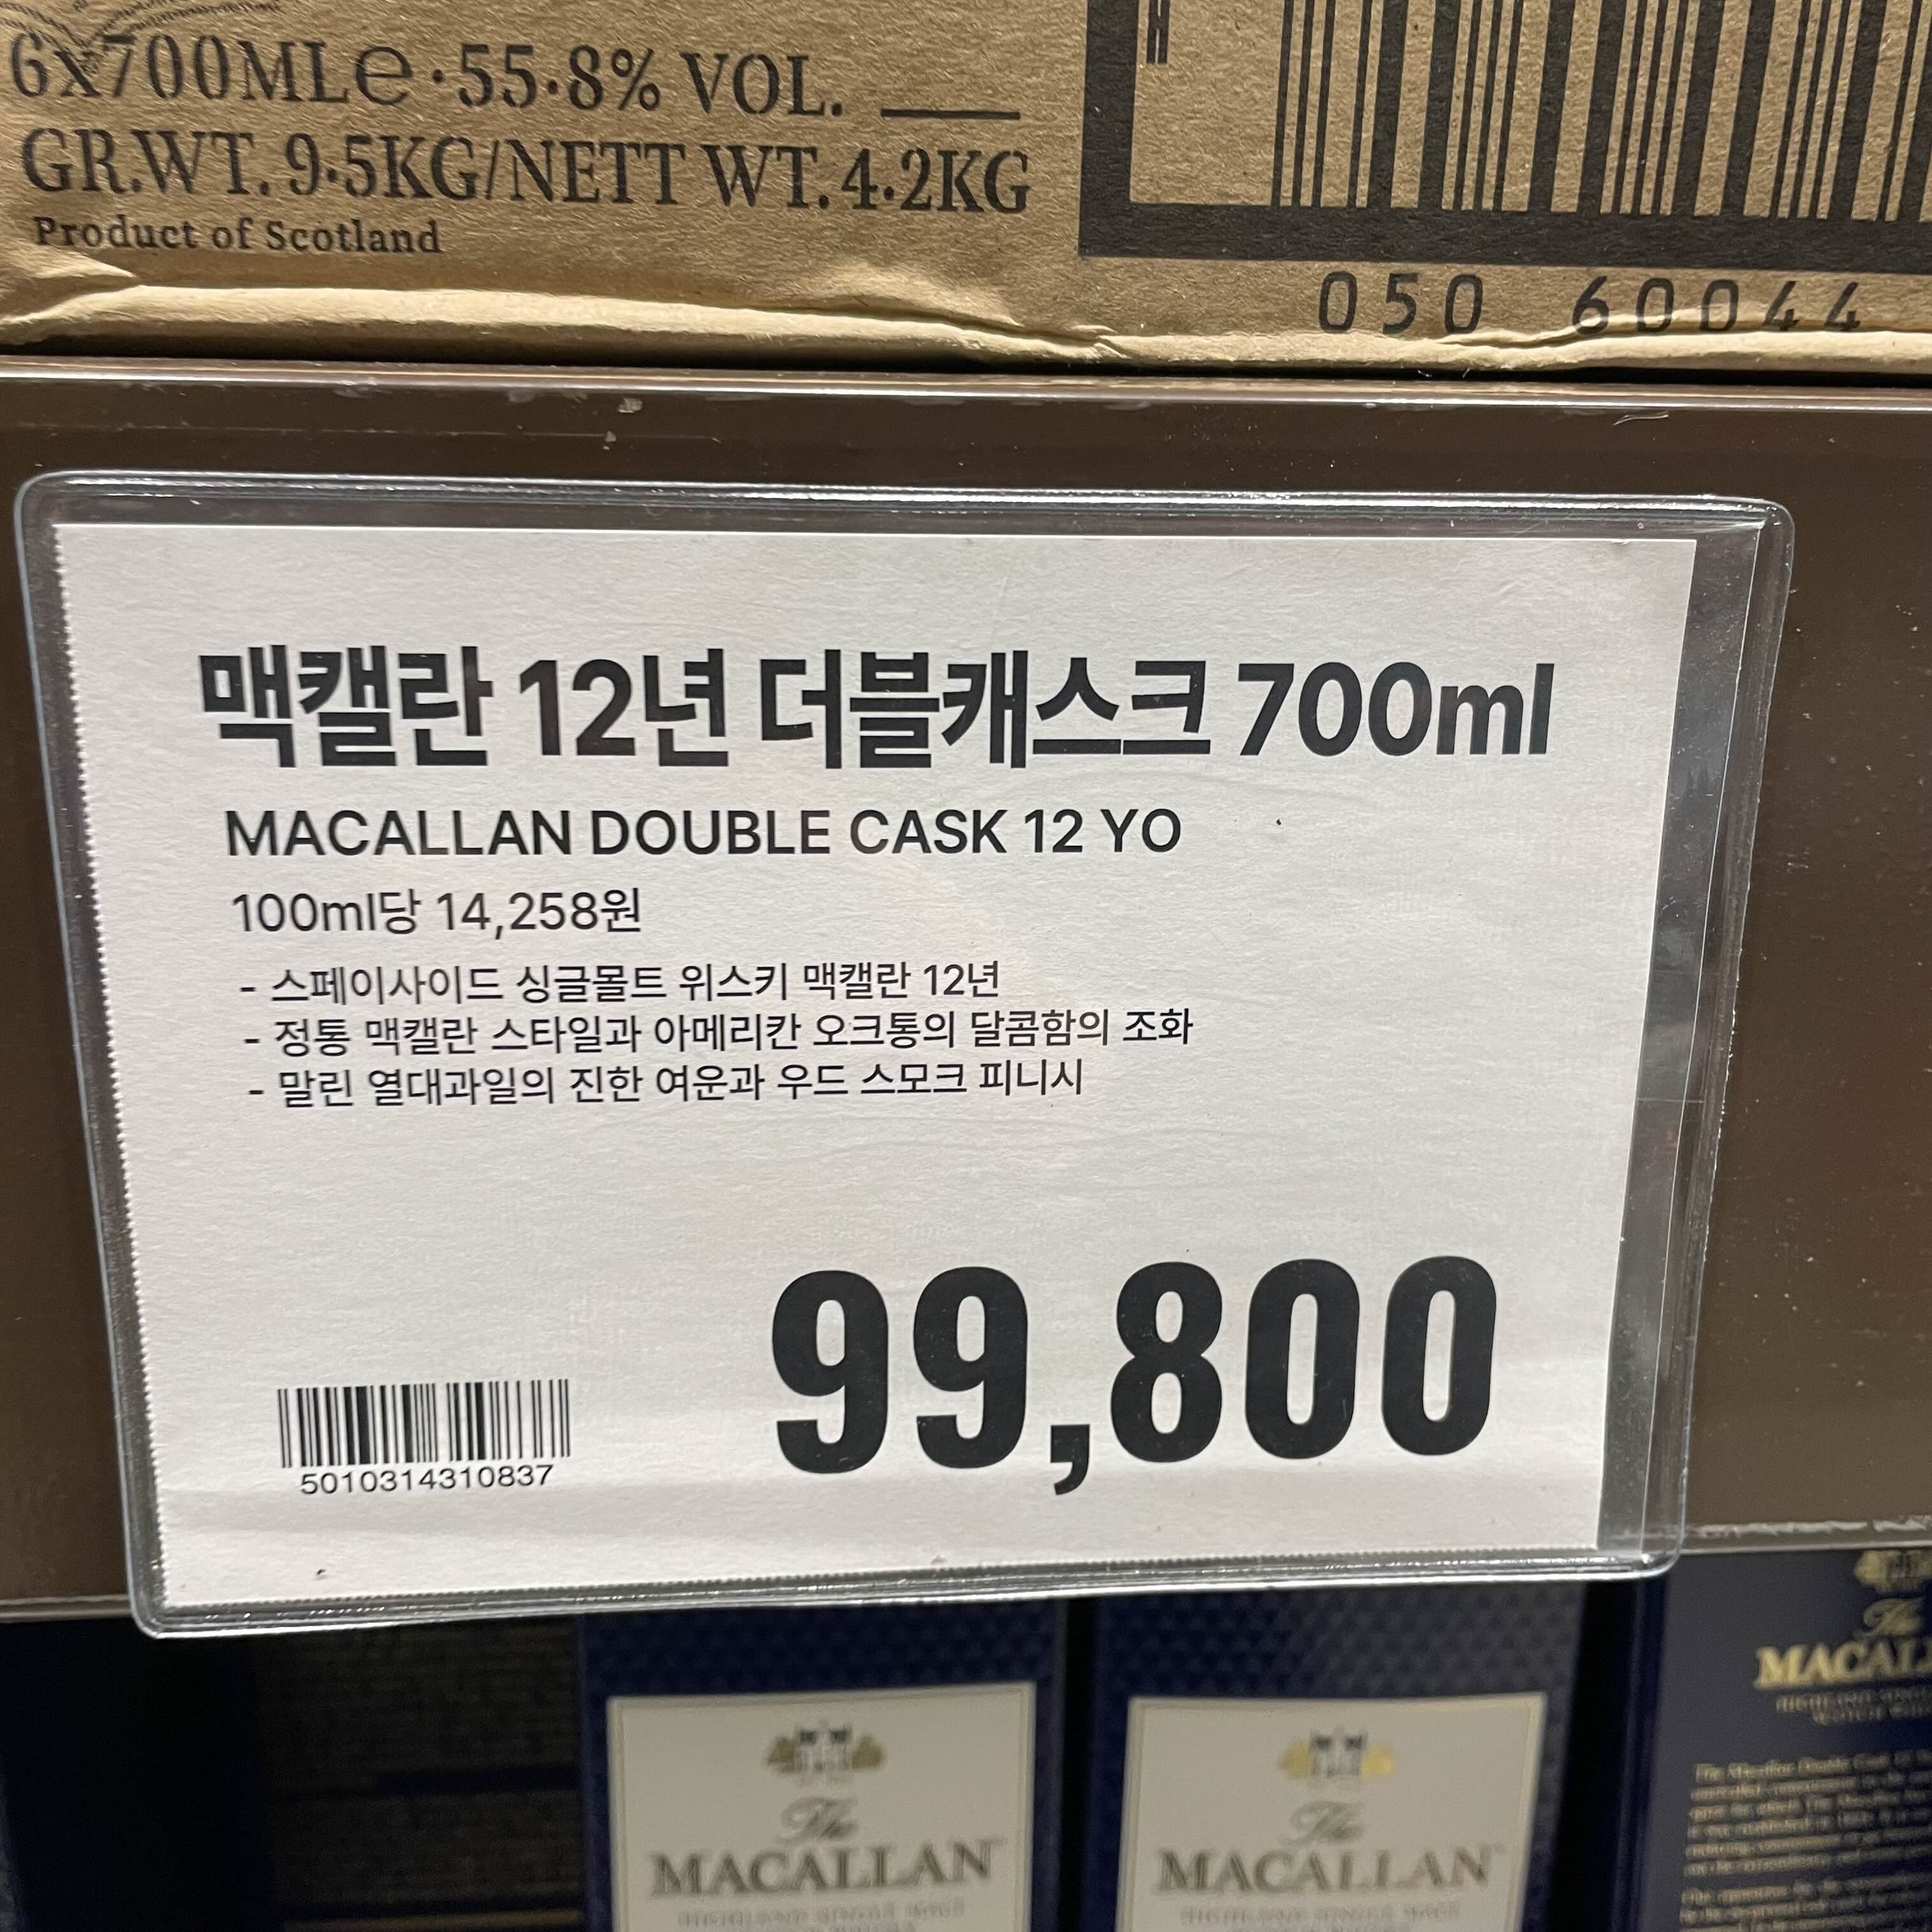 6x700MLe·55·8% VOL.
GR.WT. 9·5KG/NETT WT. 4·2KG
Product of Scotland
050 60044
맥캘란 12년 더블캐스크 700ml
MACALLAN DOUBLE CASK 12 YO
100ml당 14,258원
- 스페이사이드 싱글몰트 위스키 맥캘란 12년
- 정통 맥캘란 스타일과 아메리칸 오크통의 달콤함의 조화
- 말린 열대과일의 진한 여운과 우드 스모크 피니시
99,800
5010314310837
The
MACALLAN
The
MACALLAN
The